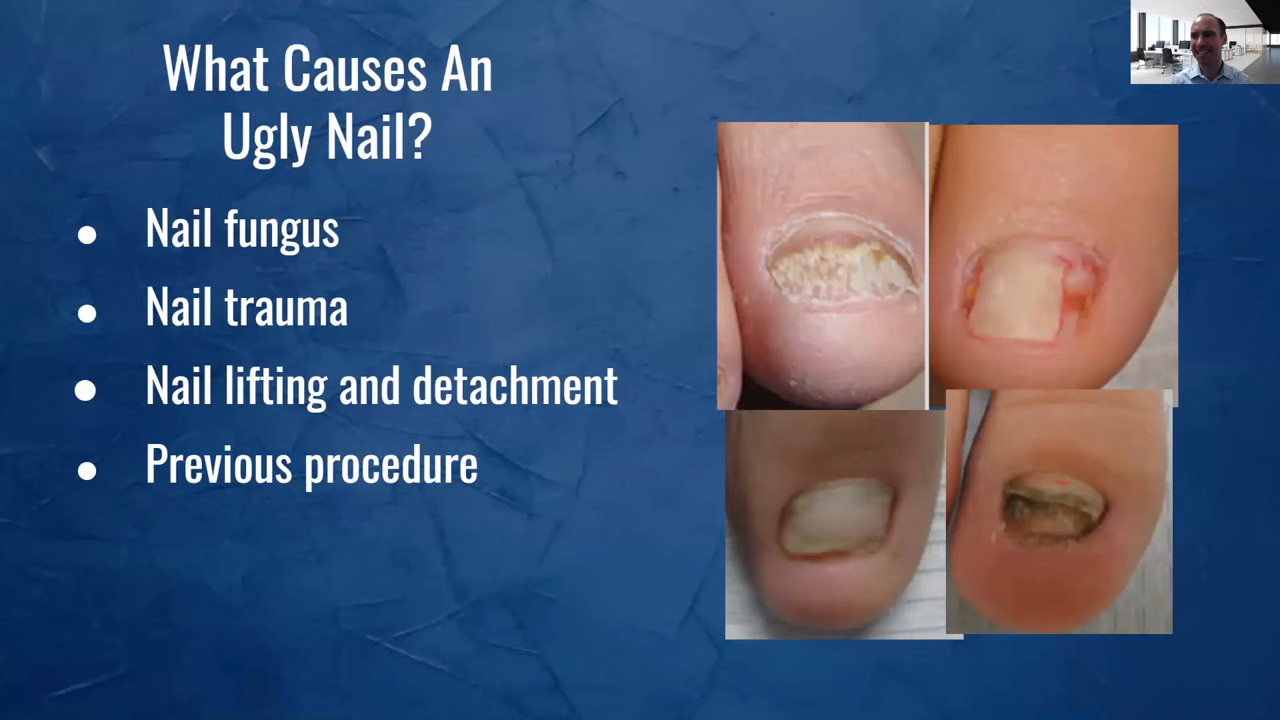 What Causes An
Ugly Nail?
Nail fungus
Nail trauma
Nail lifting and detachment
Previous procedure